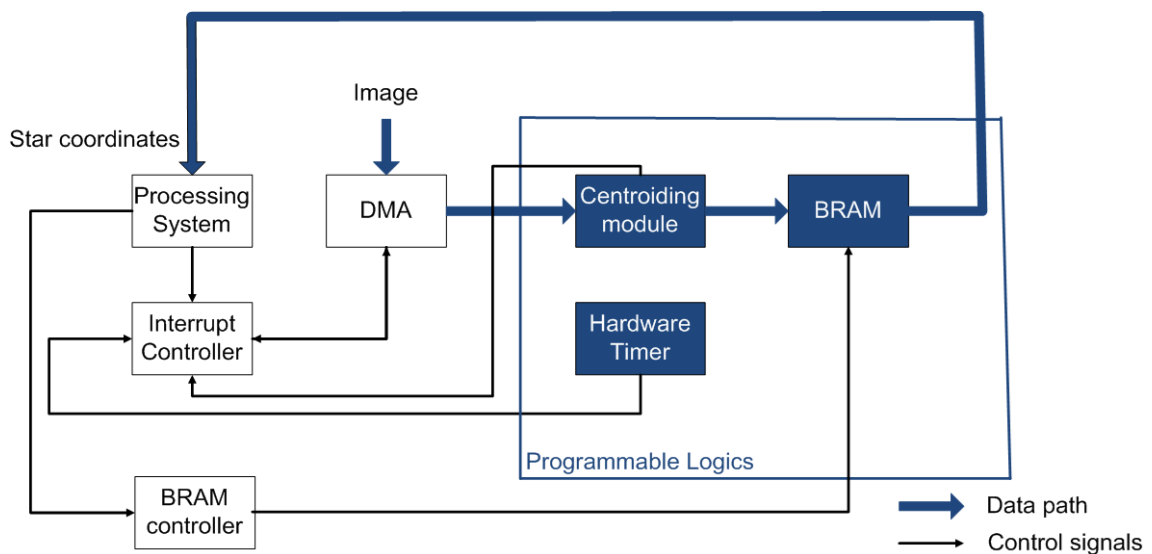 Image
Star coordinates
Processing
System
DMA
Centroiding
module
BRAM
Interrupt
Controller
Hardware
Timer
Programmable Logics
BRAM
controller
Data path
Control signals